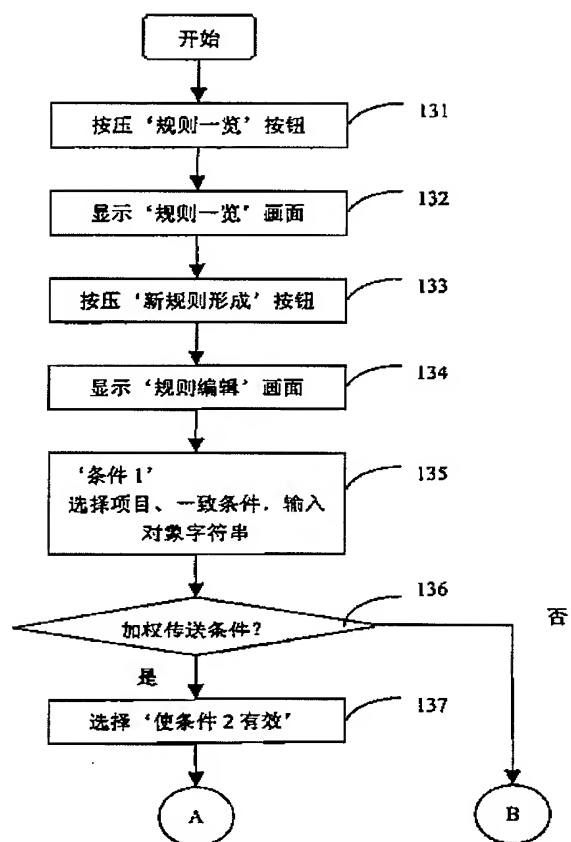 开始
按压‘规则一览’按钮
131
显示‘规则一览’画面
132
按压‘新规则形成’按钮
133
显示‘规则编辑’画面
134
‘条件1’
选择项目、一致条件，输入
对象字符串
135
加权传送条件？
136
否
是
选择‘使条件2有效’
137
A
B